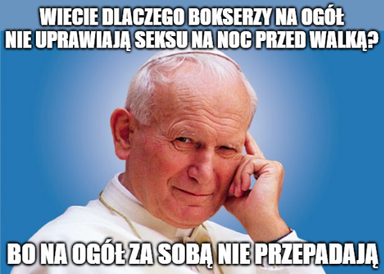 WIECIE DLACZEGO BOKSERZY NA OGÓŁ
NIE UPRAWIAJĄ SEKSU NA NOC PRZED WALKĄ?
BO NA OGÓŁ ZA SOBĄ NIE PRZEPADAJĄ